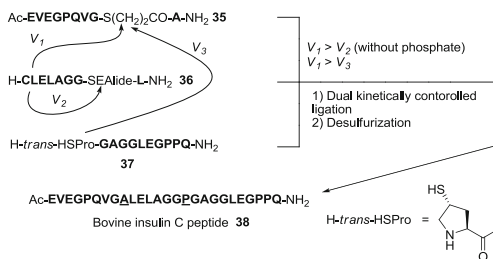 Ac-EVEGPQVG-S(CH2)2CO-A-NH2 35
V1
V3
V1 > V2 (without phosphate)
V1 > V3
H-CLELAGG-SEAlide-L-NH2 36
V2
1) Dual kinetically controlled
ligation
2) Desulfurization
H-trans-HSPro-GAGGLEGPPQ-NH2
37
Ac-EVEGPQVGALELAGGPGAGGLEGPPQ-NH2
Bovine insulin C peptide 38
H-trans-HSPro =
HS
N
H
O